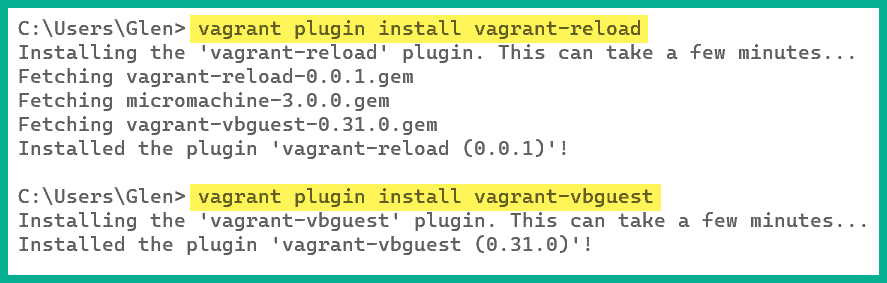 C:\Users\Glen> vagrant plugin install vagrant-reload
Installing the 'vagrant-reload' plugin. This can take a few minutes...
Fetching vagrant-reload-0.0.1.gem
Fetching micromachine-3.0.0.gem
Fetching vagrant-vbguest-0.31.0.gem
Installed the plugin 'vagrant-reload (0.0.1)'!
C:\Users\Glen> vagrant plugin install vagrant-vbguest
Installing the 'vagrant-vbguest' plugin. This can take a few minutes...
Installed the plugin 'vagrant-vbguest (0.31.0)'!